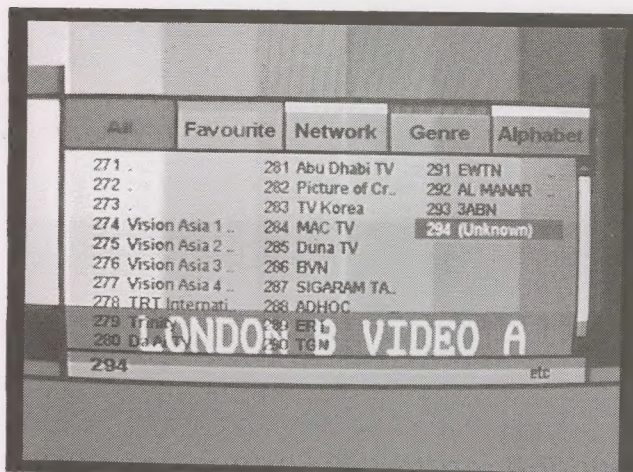 All Favourite Network Genre Alphabet
271 .
272 .
273 .
274 Vision Asia 1 ..
275 Vision Asia 2 ..
276 Vision Asia 3 ..
277 Vision Asia 4 ..
278 TRT Internati..
279
280
281 Abu Dhabi TV
282 Picture of Cr..
283 TV Korea
284 MAC TV
285 Duna TV
286 BVN
287 SIGARAM TA..
288 ADHOC
290 TGN
291 EWTN
292 AL MANAR
293 3ABN
294 (Unknown)
LONDON B VIDEO A
294
etc